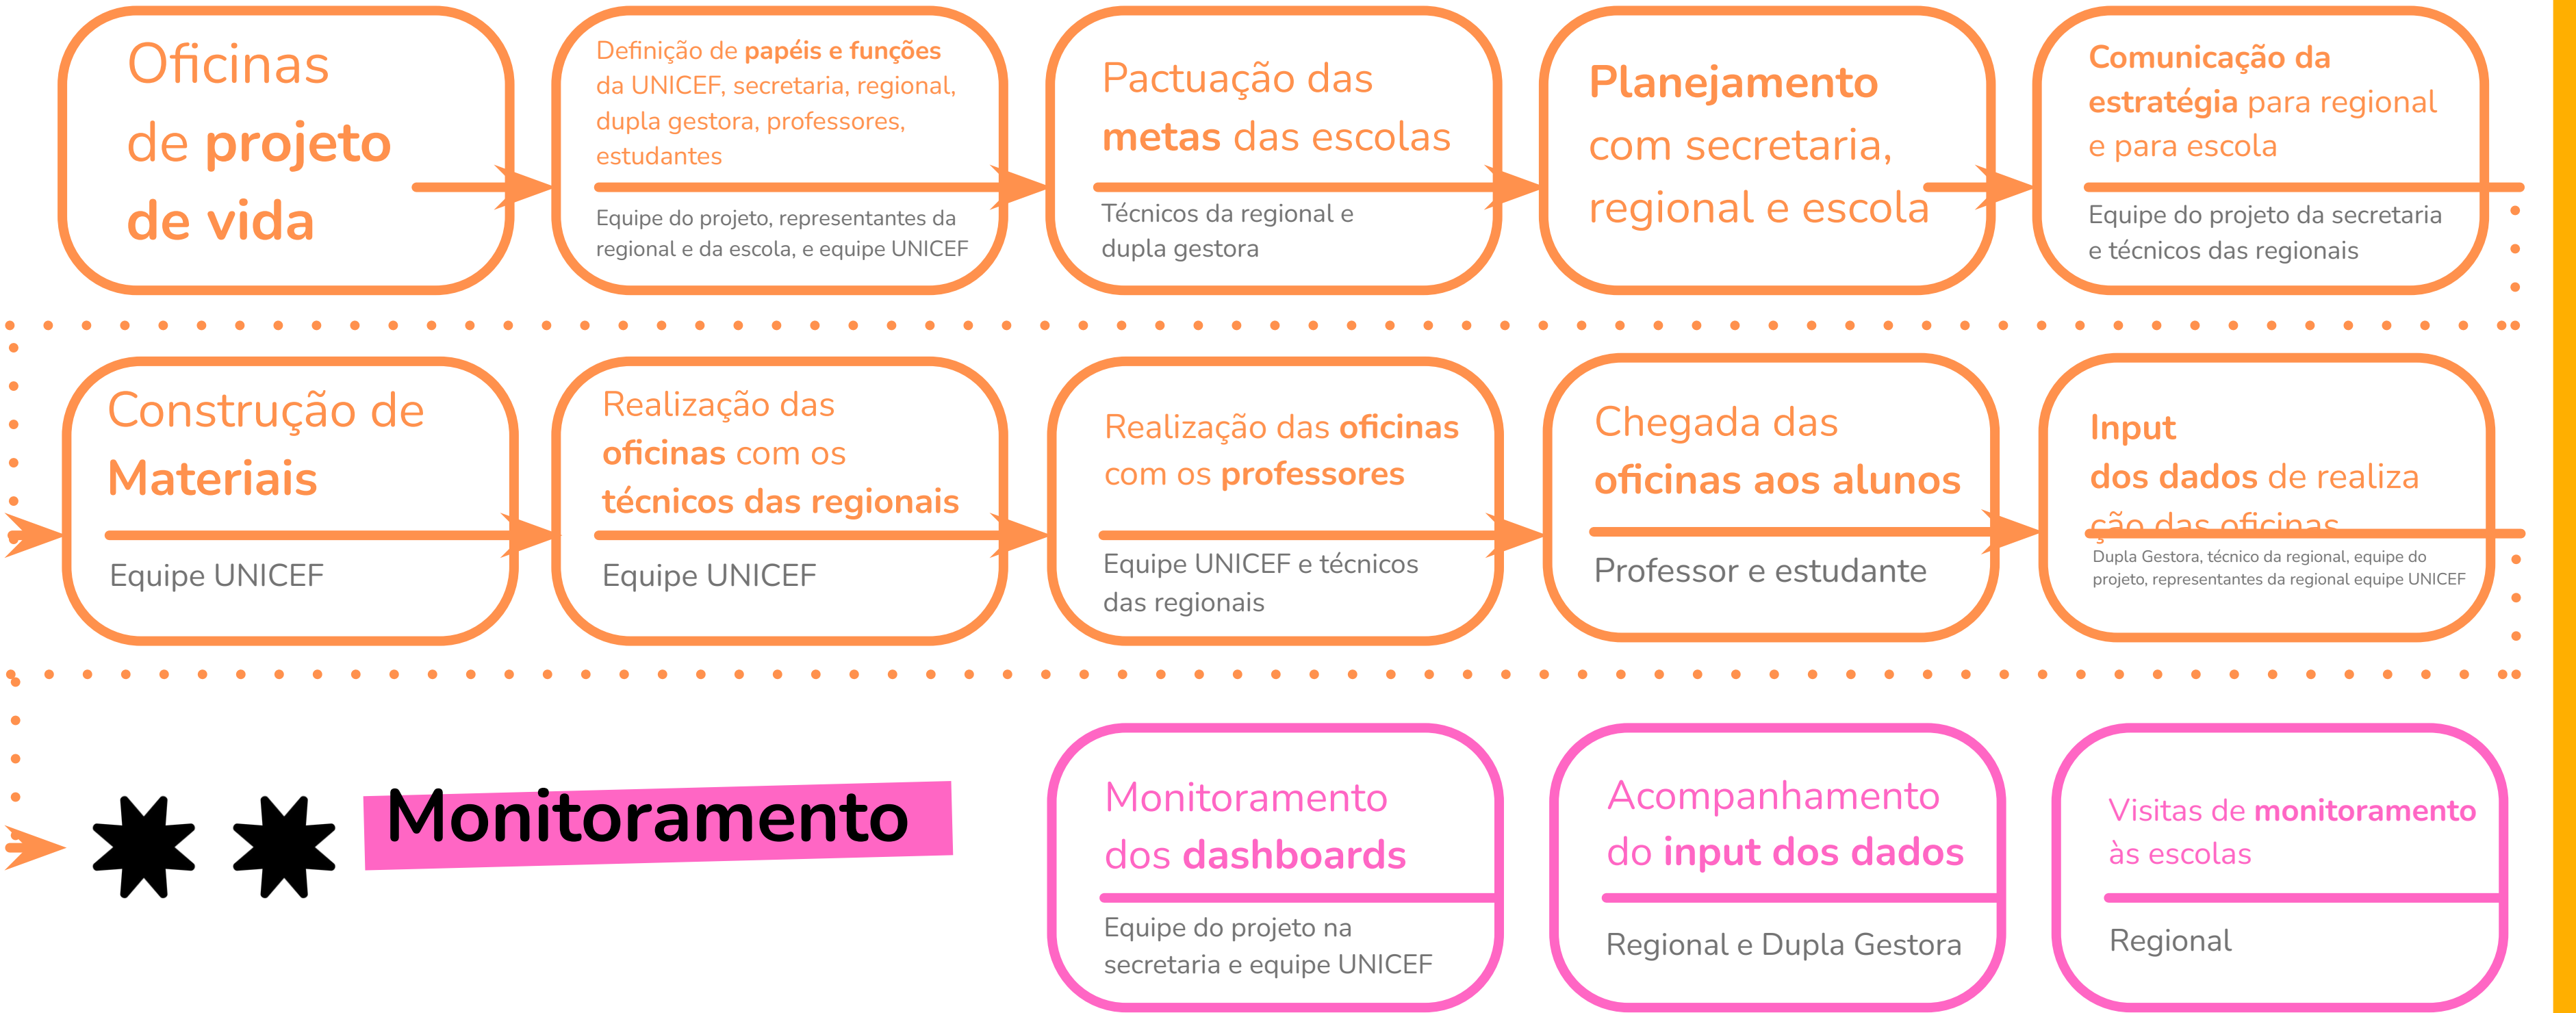 Oficinas
de projeto
de vida
Definição de papéis e funções
da UNICEF, secretaria, regional,
dupla gestora, professores,
estudantes
Equipe do projeto, representantes da
regional e da escola, e equipe UNICEF
Pactuação das
metas das escolas
Técnicos da regional e
dupla gestora
Planejamento
com secretaria,
regional e escola
Comunicação da
estratégia para regional
e para escola
Equipe do projeto da secretaria
e técnicos das regionais
Construção de
Materiais
Equipe UNICEF
Realização das
oficinas com os
técnicos das regionais
Equipe UNICEF
Realização das oficinas
com os professores
Equipe UNICEF e técnicos
das regionais
Chegada das
oficinas aos alunos
Professor e estudante
Input
dos dados de realiza
ção das oficinas
Dupla Gestora, técnico da regional, equipe do
projeto, representantes da regional equipe UNICEF
Monitoramento
Monitoramento
dos dashboards
Equipe do projeto na
secretaria e equipe UNICEF
Acompanhamento
do input dos dados
Regional e Dupla Gestora
Visitas de monitoramento
às escolas
Regional